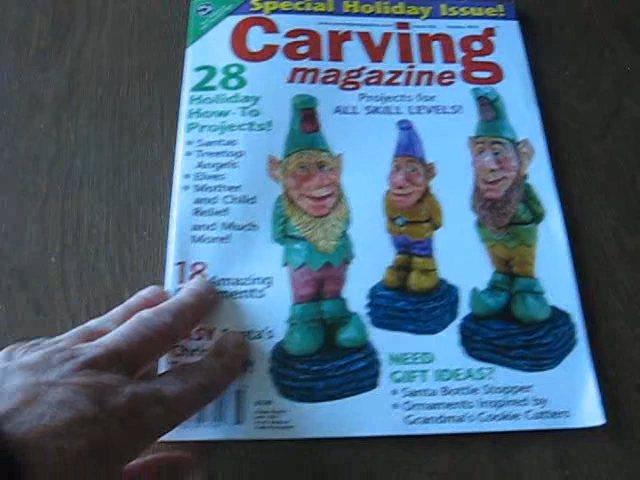 Special Holiday Issue!
Carving
magazine
Projects for
ALL SKILL LEVELS!
28
Holiday
How-To
Projects!
• Santas
• Treetop
Angels
• Elves
• Mother
and Child
Relief
and Much
More!
18 Amazing
NEED
GIFT IDEAS?
• Santa Bottle Stopper
• Ornaments Inspired by
Grandma's Cookie Cutters